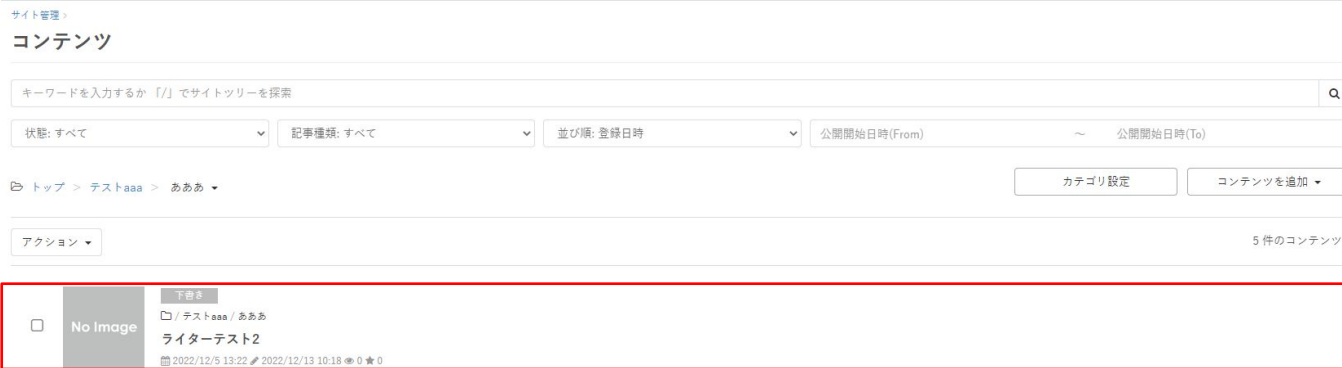 サイト管理 >
コンテンツ
キーワードを入力するか 「/」でサイトツリーを探索
状態: すべて 記事種類: すべて 並び順: 登録日時 公開開始日時(From) ～ 公開開始日時(To)
トップ > テストaaa > あああ カテゴリ設定 コンテンツを追加
アクション 5 件のコンテンツ
下書き
/ テストaaa / あああ
No Image
ライターテスト2
2022/12/5 13:22 2022/12/13 10:18 0 0